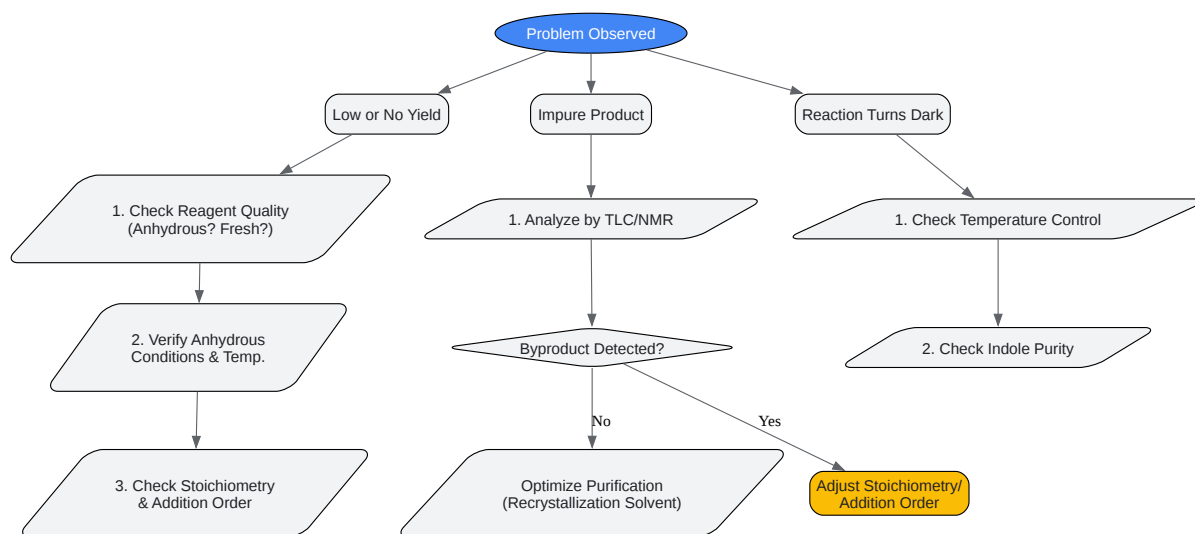 Problem Observed
Low or No Yield
Impure Product
Reaction Turns Dark
1. Check Reagent Quality
(Anhydrous? Fresh?)
1. Analyze by TLC/NMR
1. Check Temperature Control
2. Verify Anhydrous
Conditions & Temp.
Byproduct Detected?
2. Check Indole Purity
No
Yes
3. Check Stoichiometry
& Addition Order
Optimize Purification
(Recrystallization Solvent)
Adjust Stoichiometry/
Addition Order